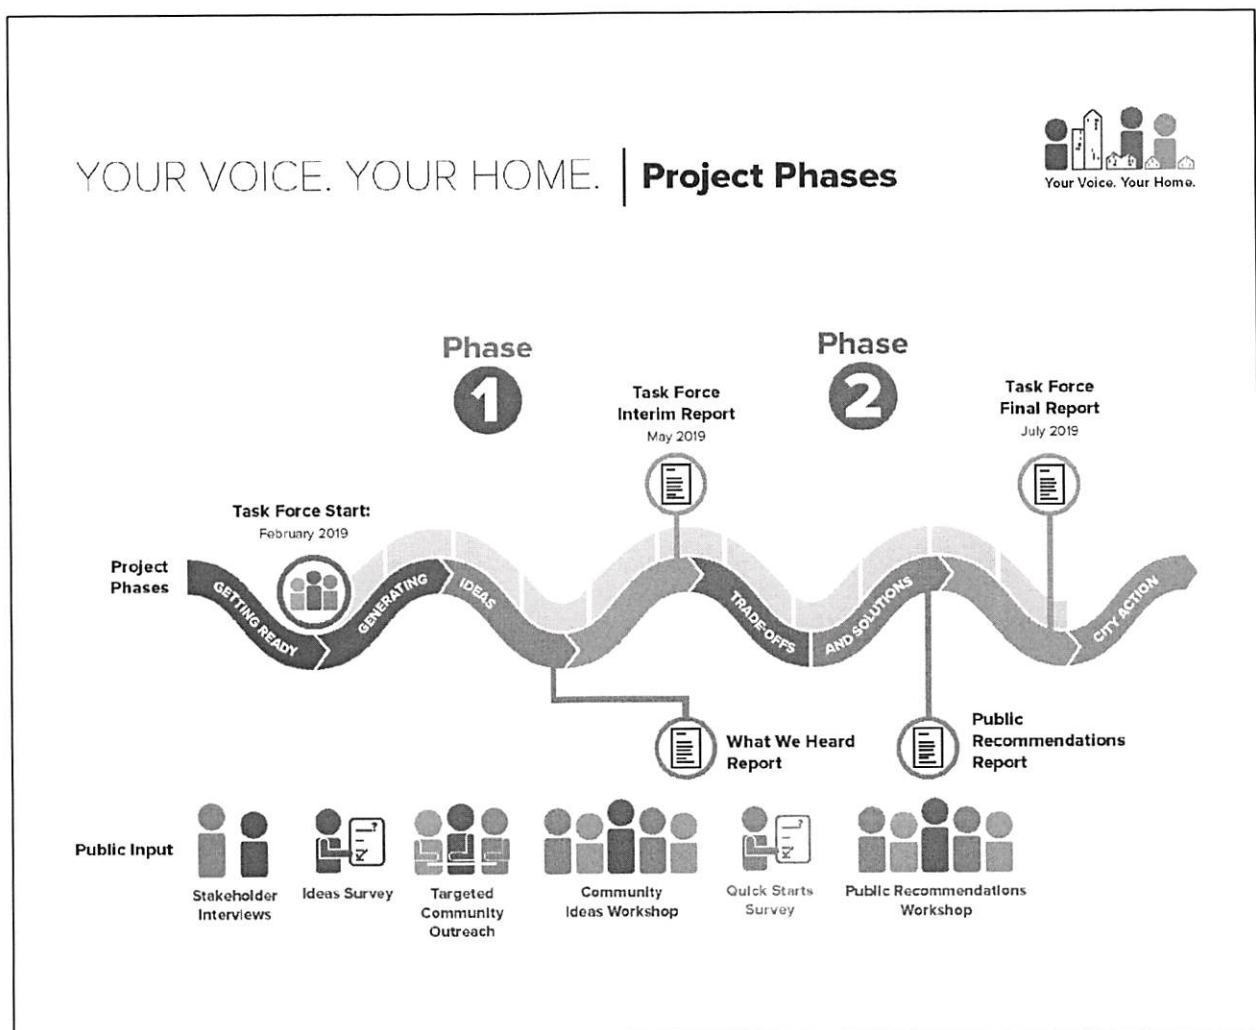 YOUR VOICE. YOUR HOME. | Project Phases
Your Voice. Your Home.
Phase
1
Phase
2
Task Force
Interim Report
May 2019
Task Force
Final Report
July 2019
Task Force Start:
February 2019
Project
Phases
GETTING READY
GENERATING
IDEAS
TRADE-OFFS
AND SOLUTIONS
CITY ACTION
What We Heard
Report
Public
Recommendations
Report
Public Input
Stakeholder
Interviews
Ideas Survey
Targeted
Community
Outreach
Community
Ideas Workshop
Quick Starts
Survey
Public Recommendations
Workshop